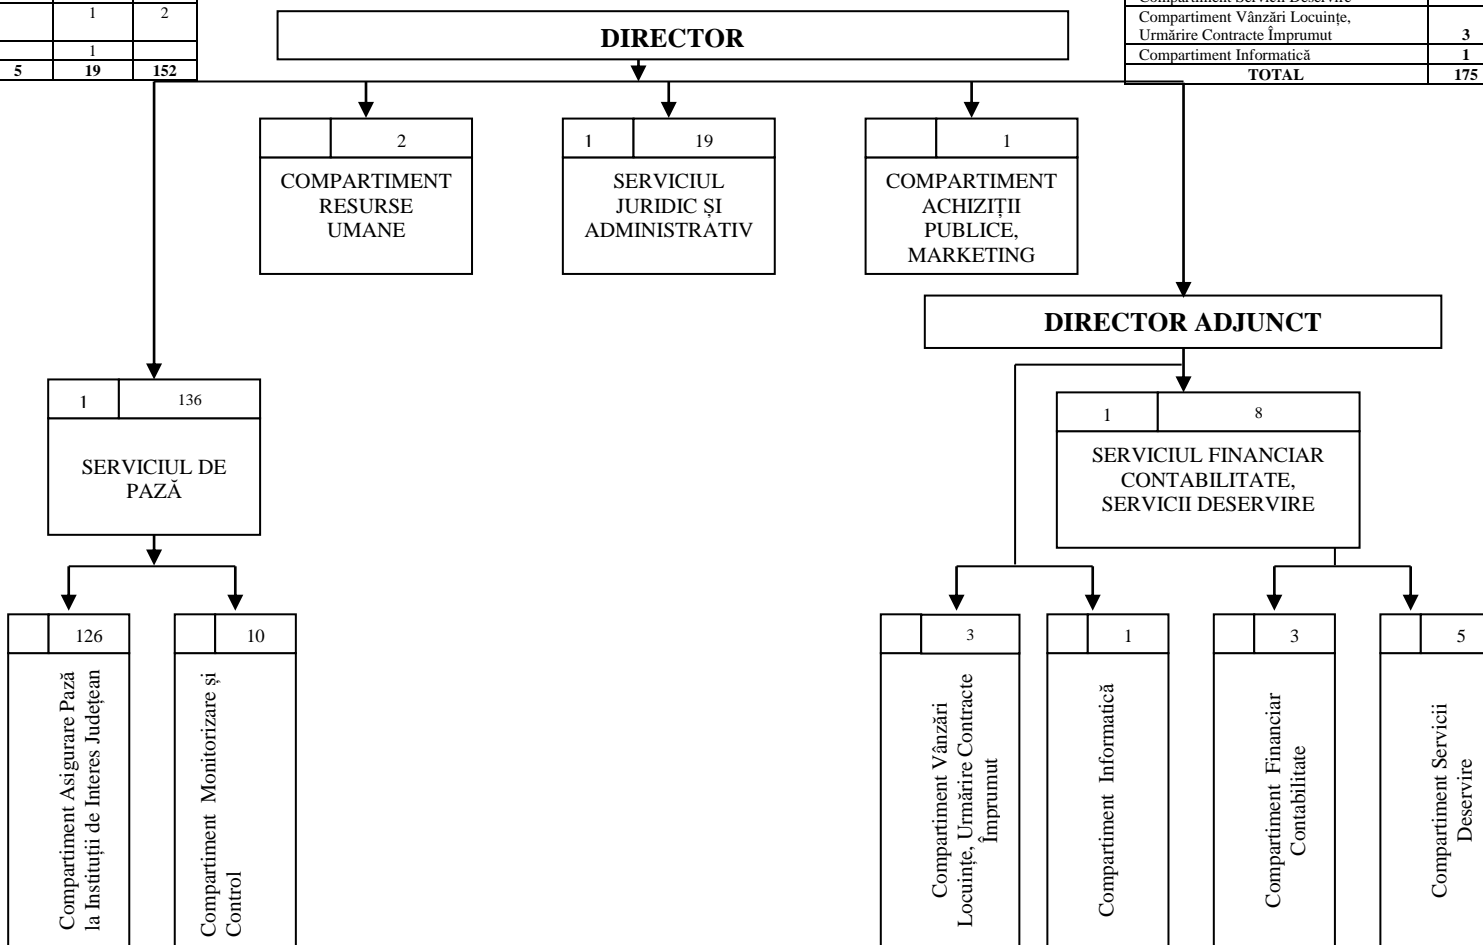 1 2
1
5 19 152
Compartiment Vânzări Locuințe,
Urmărire Contracte Împrumut 3
Compartiment Informatică 1
TOTAL 175
DIRECTOR
2
COMPARTIMENT
RESURSE
UMANE
1 19
SERVICIUL
JURIDIC ȘI
ADMINISTRATIV
1
COMPARTIMENT
ACHIZIȚII
PUBLICE,
MARKETING
DIRECTOR ADJUNCT
1 136
SERVICIUL DE
PAZĂ
1 8
SERVICIUL FINANCIAR
CONTABILITATE,
SERVICII DESERVIRE
126
Compartiment Asigurare Pază
la Instituții de Interes Județean
10
Compartiment Monitorizare și
Control
3
Compartiment Vânzări
Locuințe, Urmărire Contracte
Împrumut
1
Compartiment Informatică
3
Compartiment Financiar
Contabilitate
5
Compartiment Servicii
Deservire